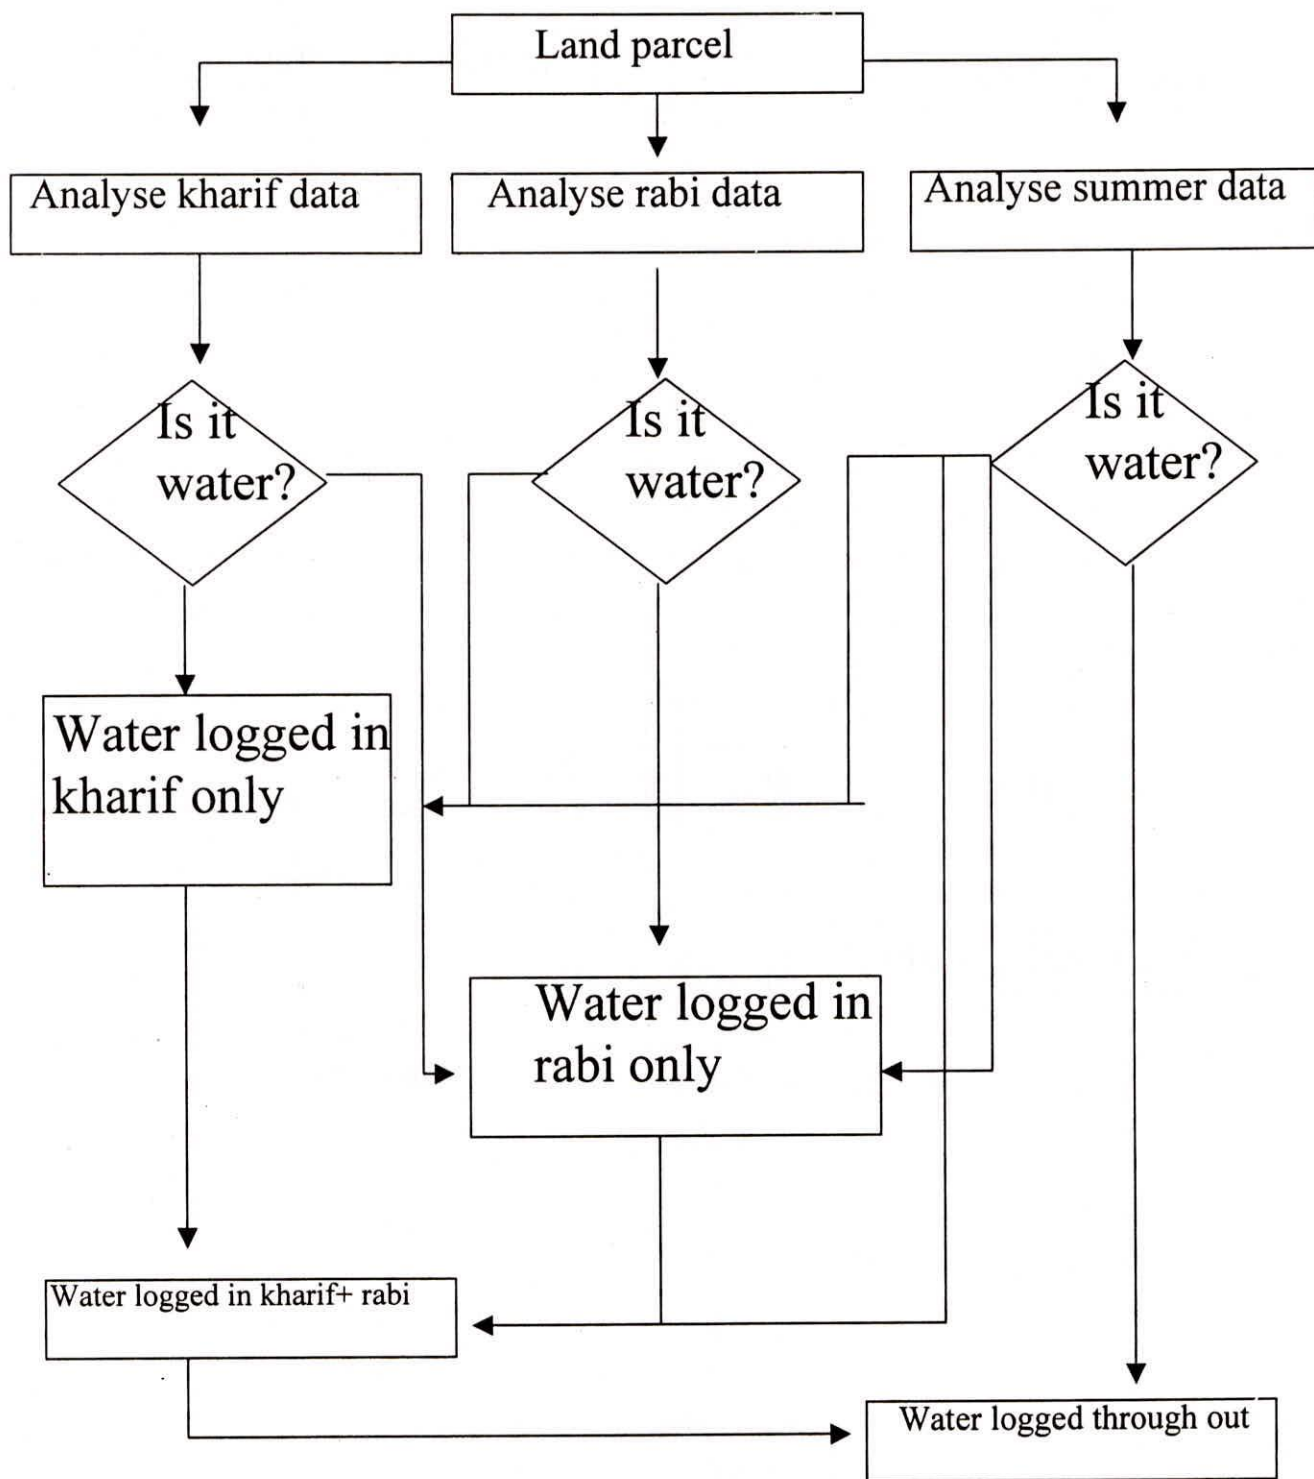 Land parcel
Analyse kharif data
Analyse rabi data
Analyse summer data
Is it
water?
Is it
water?
Is it
water?
Water logged in
kharif only
Water logged in
rabi only
Water logged in kharif+ rabi
Water logged through out